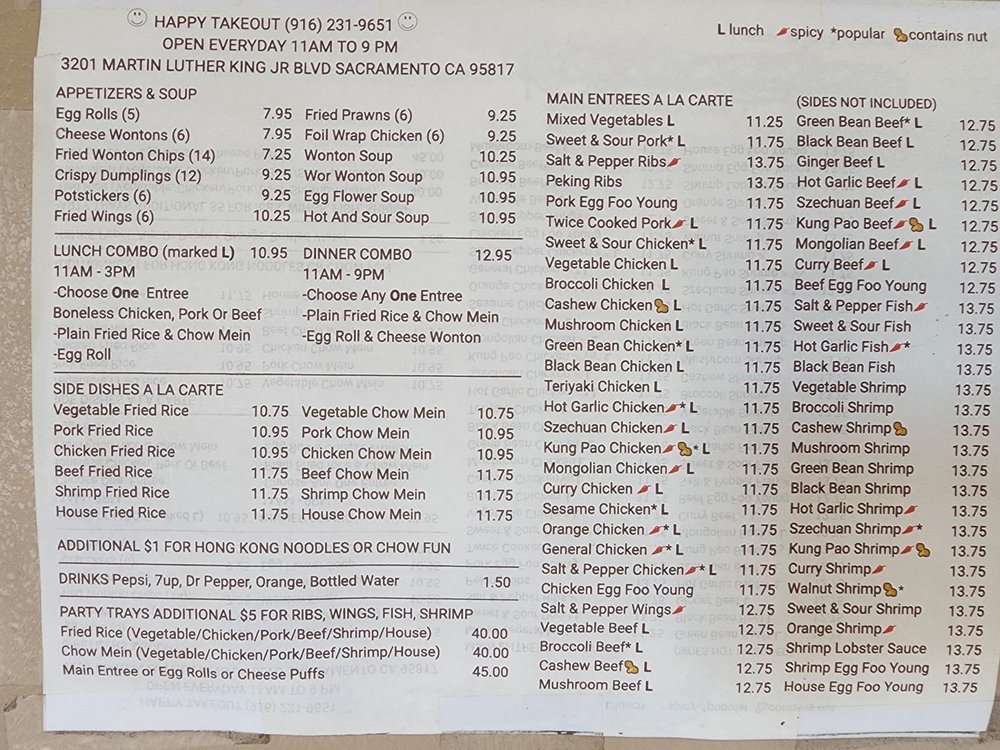 HAPPY TAKEOUT (916) 231-9651
OPEN EVERYDAY 11AM TO 9 PM
3201 MARTIN LUTHER KING JR BLVD SACRAMENTO CA 95817
L lunch spicy *popular contains nut
APPETIZERS & SOUP
Egg Rolls (5) 7.95 Fried Prawns (6) 9.25
Cheese Wontons (6) 7.95 Foil Wrap Chicken (6) 9.25
Fried Wonton Chips (14) 7.25 Wonton Soup 10.25
Crispy Dumplings (12) 9.25 Wor Wonton Soup 10.95
Potstickers (6) 9.25 Egg Flower Soup 10.95
Fried Wings (6) 10.25 Hot And Sour Soup 10.95
LUNCH COMBO (marked L) 10.95
11AM - 3PM
-Choose One Entree
Boneless Chicken, Pork Or Beef
-Plain Fried Rice & Chow Mein
-Egg Roll
DINNER COMBO 12.95
11AM - 9PM
-Choose Any One Entree
-Plain Fried Rice & Chow Mein
-Egg Roll & Cheese Wonton
SIDE DISHES A LA CARTE
Vegetable Fried Rice 10.75 Vegetable Chow Mein 10.75
Pork Fried Rice 10.95 Pork Chow Mein 10.95
Chicken Fried Rice 10.95 Chicken Chow Mein 10.95
Beef Fried Rice 11.75 Beef Chow Mein 11.75
Shrimp Fried Rice 11.75 Shrimp Chow Mein 11.75
House Fried Rice 11.75 House Chow Mein 11.75
ADDITIONAL $1 FOR HONG KONG NOODLES OR CHOW FUN
DRINKS Pepsi, 7up, Dr Pepper, Orange, Bottled Water 1.50
PARTY TRAYS ADDITIONAL $5 FOR RIBS, WINGS, FISH, SHRIMP
Fried Rice (Vegetable/Chicken/Pork/Beef/Shrimp/House) 40.00
Chow Mein (Vegetable/Chicken/Pork/Beef/Shrimp/House) 40.00
Main Entree or Egg Rolls or Cheese Puffs 45.00
MAIN ENTREES A LA CARTE (SIDES NOT INCLUDED)
Mixed Vegetables L 11.25
Sweet & Sour Pork* L 11.75
Salt & Pepper Ribs 13.75
Peking Ribs 13.75
Pork Egg Foo Young 11.75
Twice Cooked Pork L 11.75
Sweet & Sour Chicken* L 11.75
Vegetable Chicken L 11.75
Broccoli Chicken L 11.75
Cashew Chicken L 11.75
Mushroom Chicken L 11.75
Green Bean Chicken* L 11.75
Black Bean Chicken L 11.75
Teriyaki Chicken L 11.75
Hot Garlic Chicken * L 11.75
Szechuan Chicken L 11.75
Kung Pao Chicken * L 11.75
Mongolian Chicken L 11.75
Curry Chicken L 11.75
Sesame Chicken* L 11.75
Orange Chicken * L 11.75
General Chicken * L 11.75
Salt & Pepper Chicken * L 11.75
Chicken Egg Foo Young 11.75
Salt & Pepper Wings 12.75
Vegetable Beef L 12.75
Broccoli Beef* L 12.75
Cashew Beef L 12.75
Mushroom Beef L 12.75
Green Bean Beef* L 12.75
Black Bean Beef L 12.75
Ginger Beef L 12.75
Hot Garlic Beef L 12.75
Szechuan Beef L 12.75
Kung Pao Beef L 12.75
Mongolian Beef L 12.75
Curry Beef L 12.75
Beef Egg Foo Young 12.75
Salt & Pepper Fish 13.75
Sweet & Sour Fish 13.75
Hot Garlic Fish * 13.75
Black Bean Fish 13.75
Vegetable Shrimp 13.75
Broccoli Shrimp 13.75
Cashew Shrimp 13.75
Mushroom Shrimp 13.75
Green Bean Shrimp 13.75
Black Bean Shrimp 13.75
Hot Garlic Shrimp 13.75
Szechuan Shrimp * 13.75
Kung Pao Shrimp 13.75
Curry Shrimp 13.75
Walnut Shrimp * 13.75
Sweet & Sour Shrimp 13.75
Orange Shrimp 13.75
Shrimp Lobster Sauce 13.75
Shrimp Egg Foo Young 13.75
House Egg Foo Young 13.75